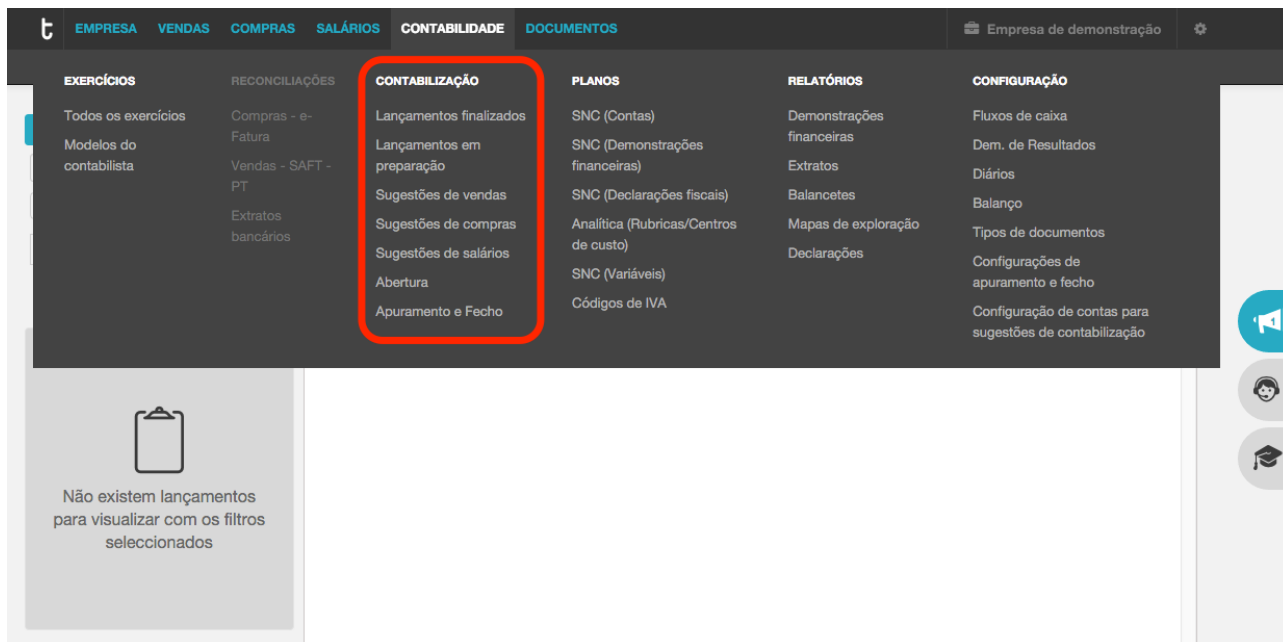 EMPRESA VENDAS COMPRAS SALÁRIOS CONTABILIDADE DOCUMENTOS Empresa de demonstração
EXERCÍCIOS
Todos os exercícios
Modelos do
contabilista
RECONCILIAÇÕES
Compras - e-
Fatura
Vendas - SAFT -
PT
Extratos
bancários
CONTABILIZAÇÃO
Lançamentos finalizados
Lançamentos em
preparação
Sugestões de vendas
Sugestões de compras
Sugestões de salários
Abertura
Apuramento e Fecho
PLANOS
SNC (Contas)
SNC (Demonstrações
financeiras)
SNC (Declarações fiscais)
Analítica (Rubricas/Centros
de custo)
SNC (Variáveis)
Códigos de IVA
RELATÓRIOS
Demonstrações
financeiras
Extratos
Balancetes
Mapas de exploração
Declarações
CONFIGURAÇÃO
Fluxos de caixa
Dem. de Resultados
Diários
Balanço
Tipos de documentos
Configurações de
apuramento e fecho
Configuração de contas para
sugestões de contabilização
Não existem lançamentos
para visualizar com os filtros
seleccionados